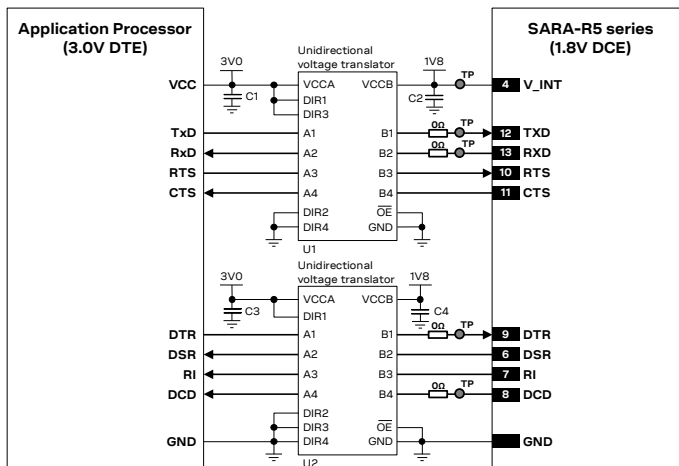 Application Processor
(3.0V DTE)
SARA-R5 series
(1.8V DCE)
Unidirectional
voltage translator
3V0
1V8
TP
VCC
VCCA
VCCB
4
V_INT
C1
DIR1
C2
DIR3
0Ω
TP
TxD
A1
B1
12
TXD
0Ω
TP
RxD
A2
B2
13
RXD
RTS
A3
B3
10
RTS
CTS
A4
B4
11
CTS
DIR2
OE
DIR4
GND
U1
Unidirectional
voltage translator
3V0
1V8
VCCA
VCCB
C3
DIR1
C4
0Ω
TP
DTR
A1
B1
9
DTR
DSR
A2
B2
6
DSR
RI
A3
B3
7
RI
0Ω
TP
DCD
A4
B4
8
DCD
DIR2
DIR3
OE
GND
DIR4
GND
GND
U2